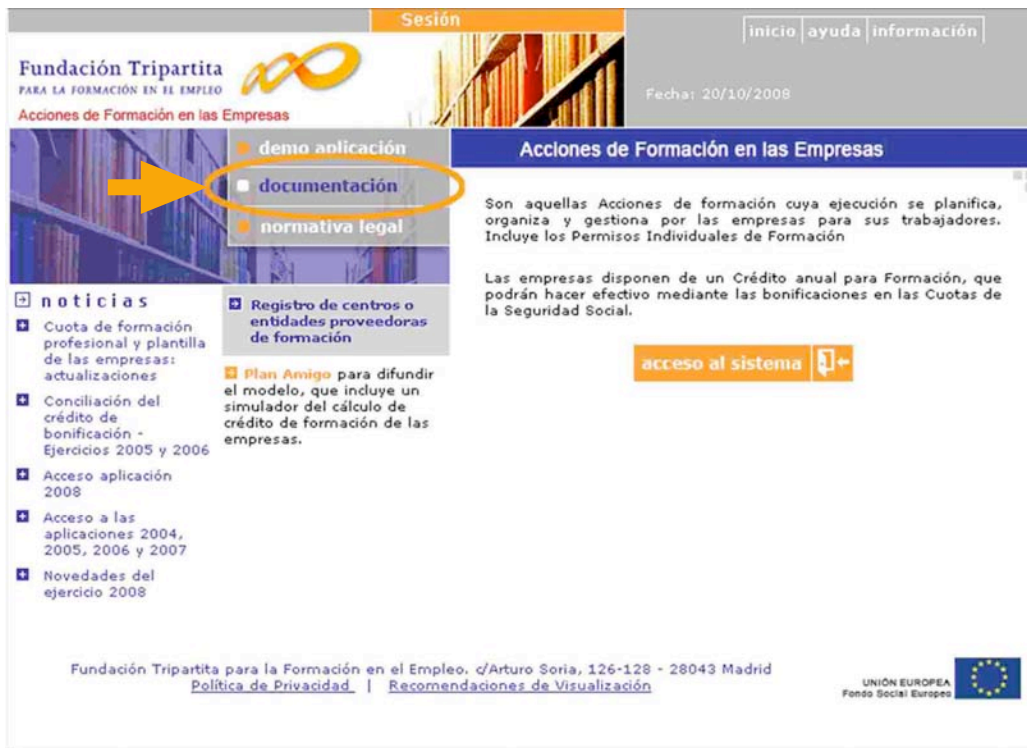 Sesión
inicio ayuda información
Fundación Tripartita
PARA LA FORMACIÓN EN EL EMPLEO
Acciones de Formación en las Empresas
Fecha: 20/10/2008
demo aplicación
documentación
normativa legal
Acciones de Formación en las Empresas
Son aquellas Acciones de formación cuya ejecución se planifica,
organiza y gestiona por las empresas para sus trabajadores.
Incluye los Permisos Individuales de Formación
Las empresas disponen de un Crédito anual para Formación, que
podrán hacer efectivo mediante las bonificaciones en las Cuotas de
la Seguridad Social.
acceso al sistema
noticias
Cuota de formación
profesional y plantilla
de las empresas:
actualizaciones
Conciliación del
crédito de
bonificación -
Ejercicios 2005 y 2006
Acceso aplicación
2008
Acceso a las
aplicaciones 2004,
2005, 2006 y 2007
Novedades del
ejercicio 2008
Registro de centros o
entidades proveedoras
de formación
Plan Amigo para difundir
el modelo, que incluye un
simulador del cálculo de
crédito de formación de las
empresas.
Fundación Tripartita para la Formación en el Empleo. c/Arturo Soria, 126-128 - 28043 Madrid
Política de Privacidad | Recomendaciones de Visualización
UNIÓN EUROPEA
Fondo Social Europeo